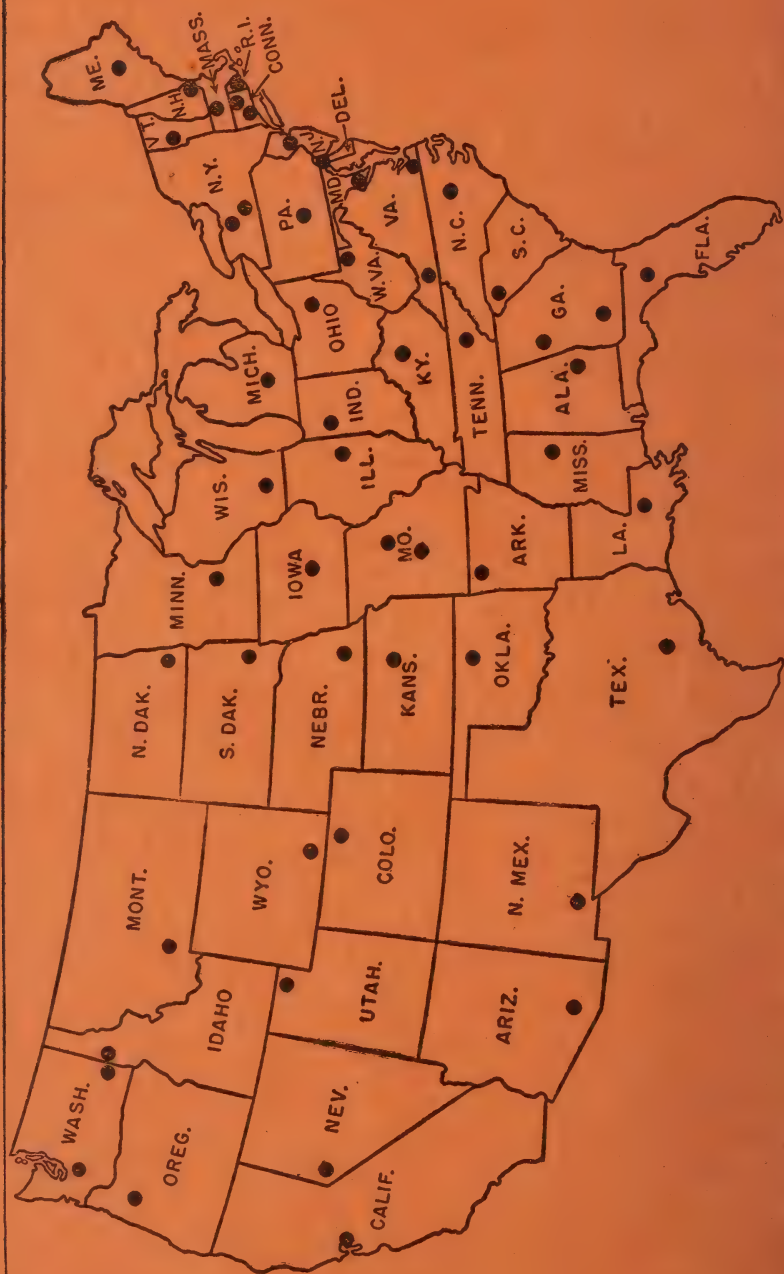 WASH.
OREG.
CALIF.
NEV.
IDAHO
MONT.
WYO.
UTAH.
ARIZ.
COLO.
N. MEX.
N. DAK.
S. DAK.
NEBR.
KANS.
OKLA.
TEX.
MINN.
IOWA
MO.
ARK.
LA.
WIS.
ILL.
MICH.
IND.
OHIO
KY.
TENN.
MISS.
ALA.
GA.
FLA.
S.C.
N.C.
VA.
W.VA.
MD.
DEL.
PA.
N.J.
N.Y.
CONN.
R.I.
MASS.
VT.
N.H.
ME.